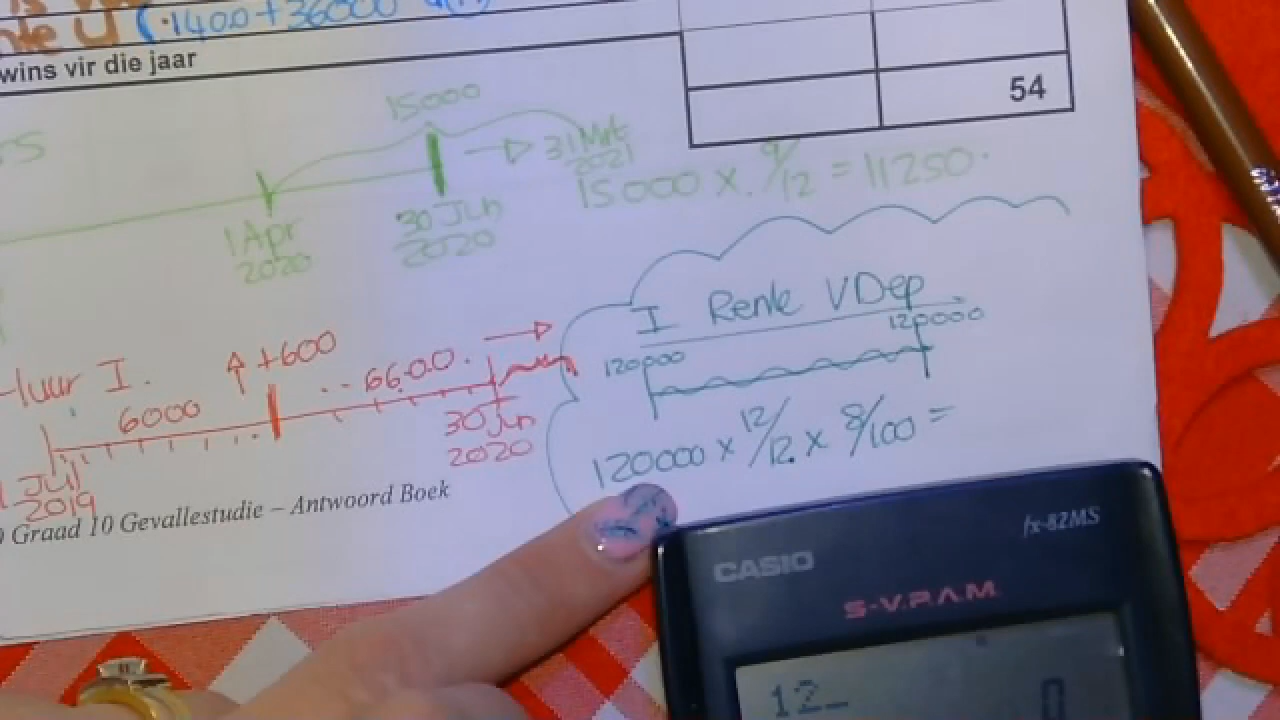 (·1400+36000
wins vir die jaar
54
15000
31 Mrt
2021
1 Apr
2020
30 Jun
2020
15000 x 9/12 = 11250.
Huur I.
6000
+600
6600.
Jul
2019
30 Jun
2020
I Rente VDep
120000
120000
120000 x 12/12 x 8/100 =
Graad 10 Gevallestudie – Antwoord Boek
CASIO
fx-82MS
S-V.P.A.M.
12_
0